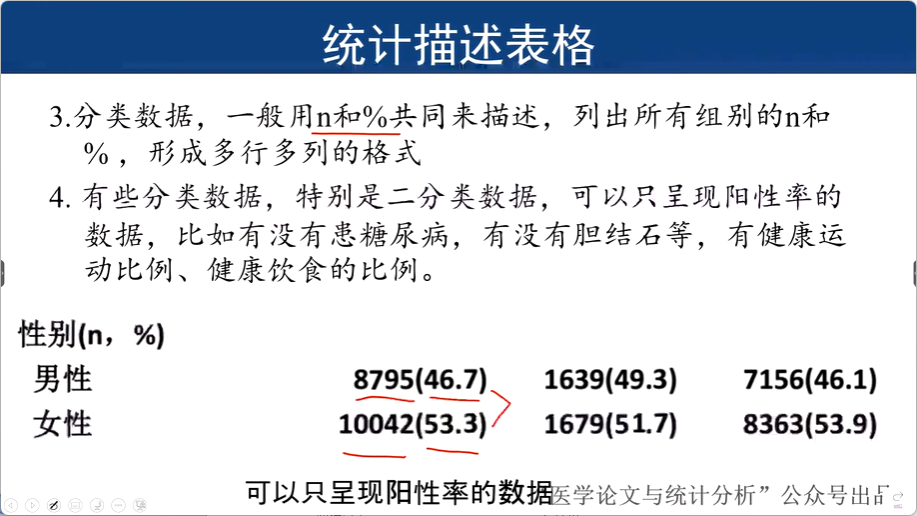 统计描述表格
3.分类数据，一般用n和%共同来描述，列出所有组别的n和
%，形成多行多列的格式
4. 有些分类数据，特别是二分类数据，可以只呈现阳性率的
数据，比如有没有患糖尿病，有没有胆结石等，有健康运
动比例、健康饮食的比例。
性别(n，%)
男性 8795(46.7) 1639(49.3) 7156(46.1)
女性 10042(53.3) 1679(51.7) 8363(53.9)
可以只呈现阳性率的数据
医学论文与统计分析”公众号出品